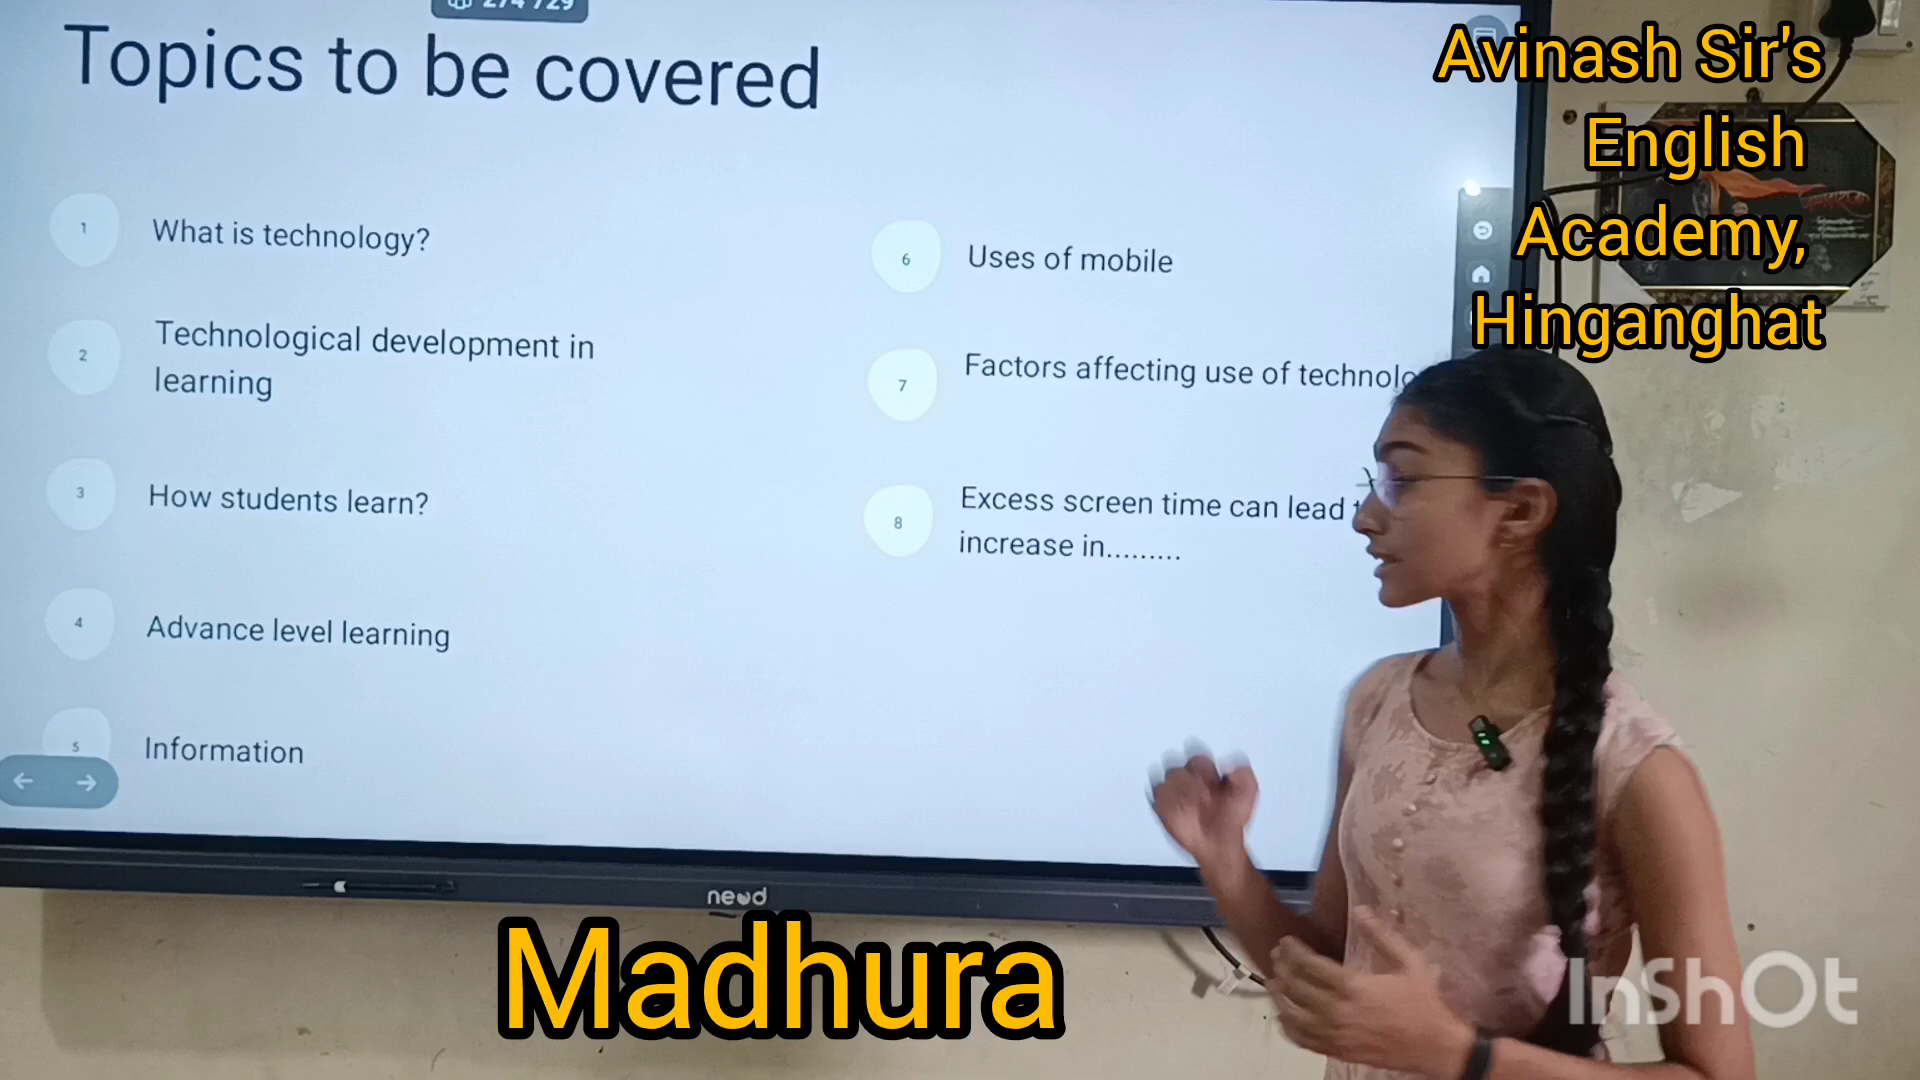 Topics to be covered
1 What is technology?
2 Technological development in
learning
3 How students learn?
4 Advance level learning
5 Information
6 Uses of mobile
7 Factors affecting use of
8 Excess screen time can lead
increase in.........
Avinash Sir's
English
Academy,
Hinganghat
newd
Madhura
InShOt